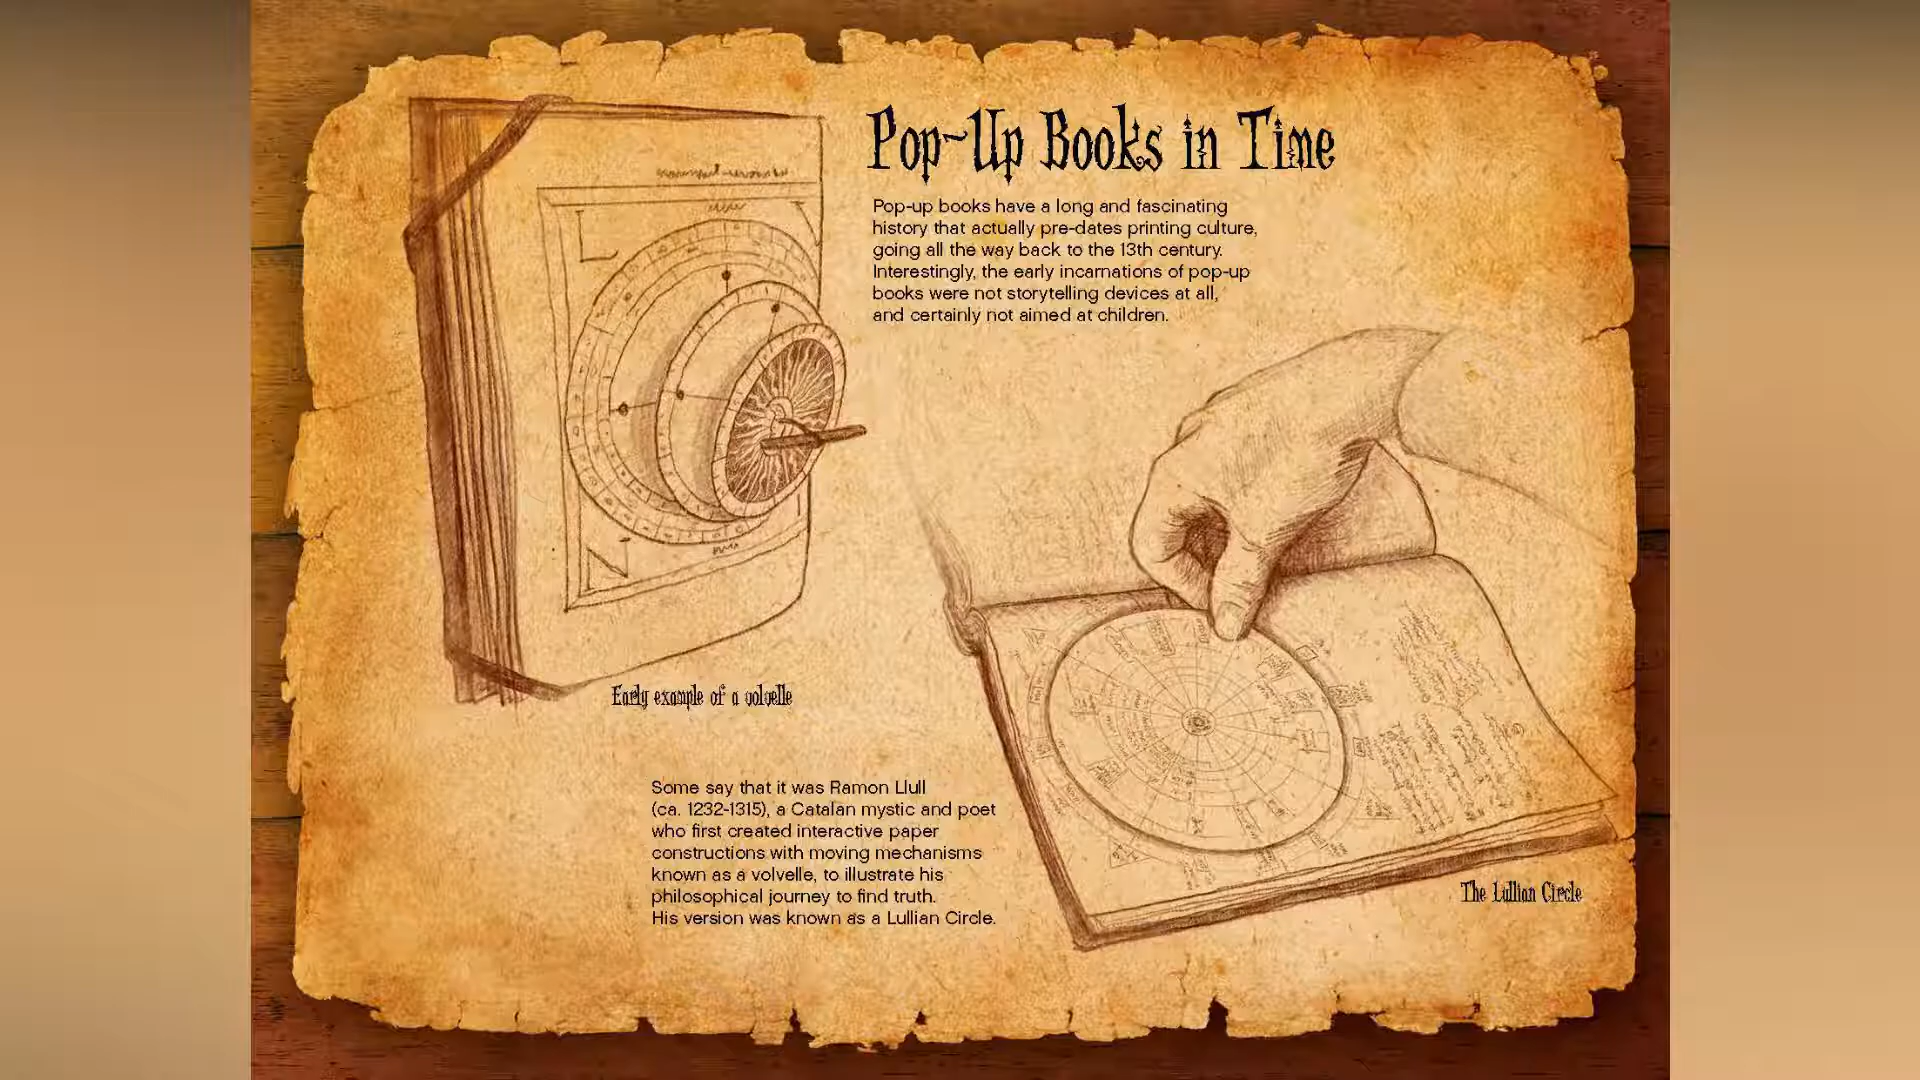 Pop-Up Books in Time
Pop-up books have a long and fascinating
history that actually pre-dates printing culture,
going all the way back to the 13th century.
Interestingly, the early incarnations of pop-up
books were not storytelling devices at all,
and certainly not aimed at children.
Early example of a volvelle
Some say that it was Ramon Llull
(ca. 1232-1315), a Catalan mystic and poet
who first created interactive paper
constructions with moving mechanisms
known as a volvelle, to illustrate his
philosophical journey to find truth.
His version was known as a Lullian Circle.
The Lullian Circle